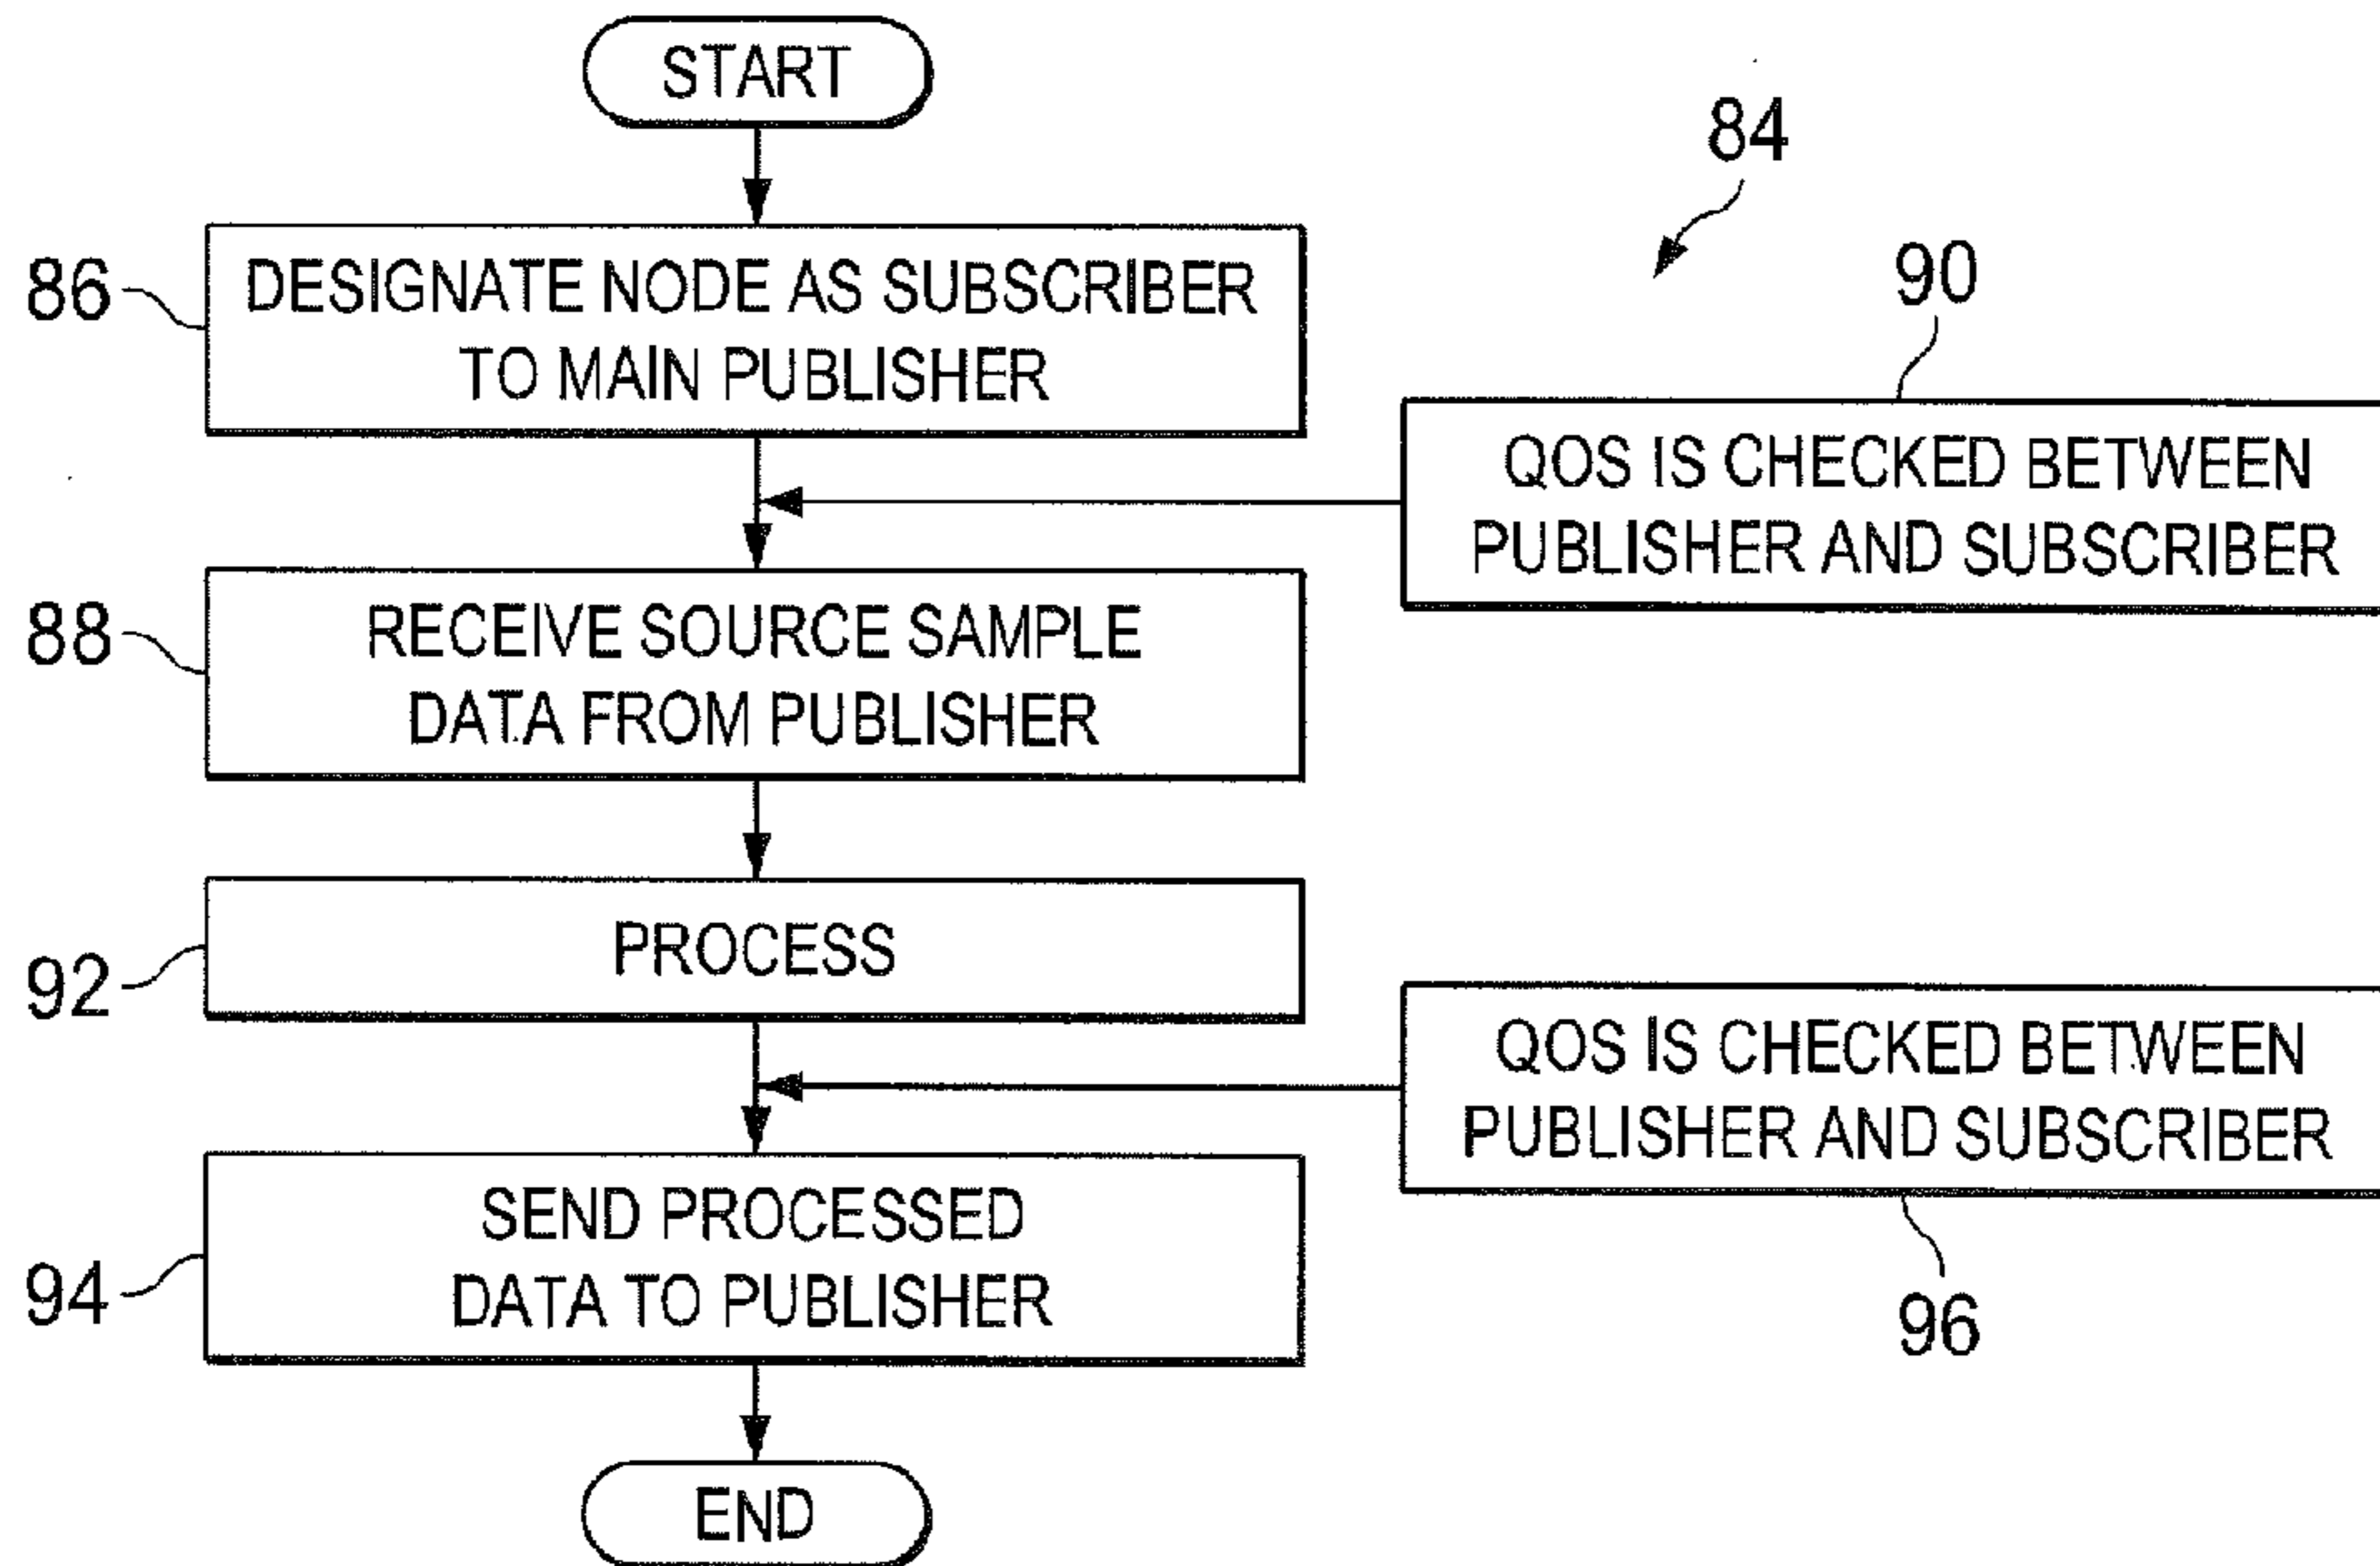 START
84
86
DESIGNATE NODE AS SUBSCRIBER
TO MAIN PUBLISHER
90
QOS IS CHECKED BETWEEN
PUBLISHER AND SUBSCRIBER
88
RECEIVE SOURCE SAMPLE
DATA FROM PUBLISHER
92
PROCESS
QOS IS CHECKED BETWEEN
PUBLISHER AND SUBSCRIBER
96
94
SEND PROCESSED
DATA TO PUBLISHER
END